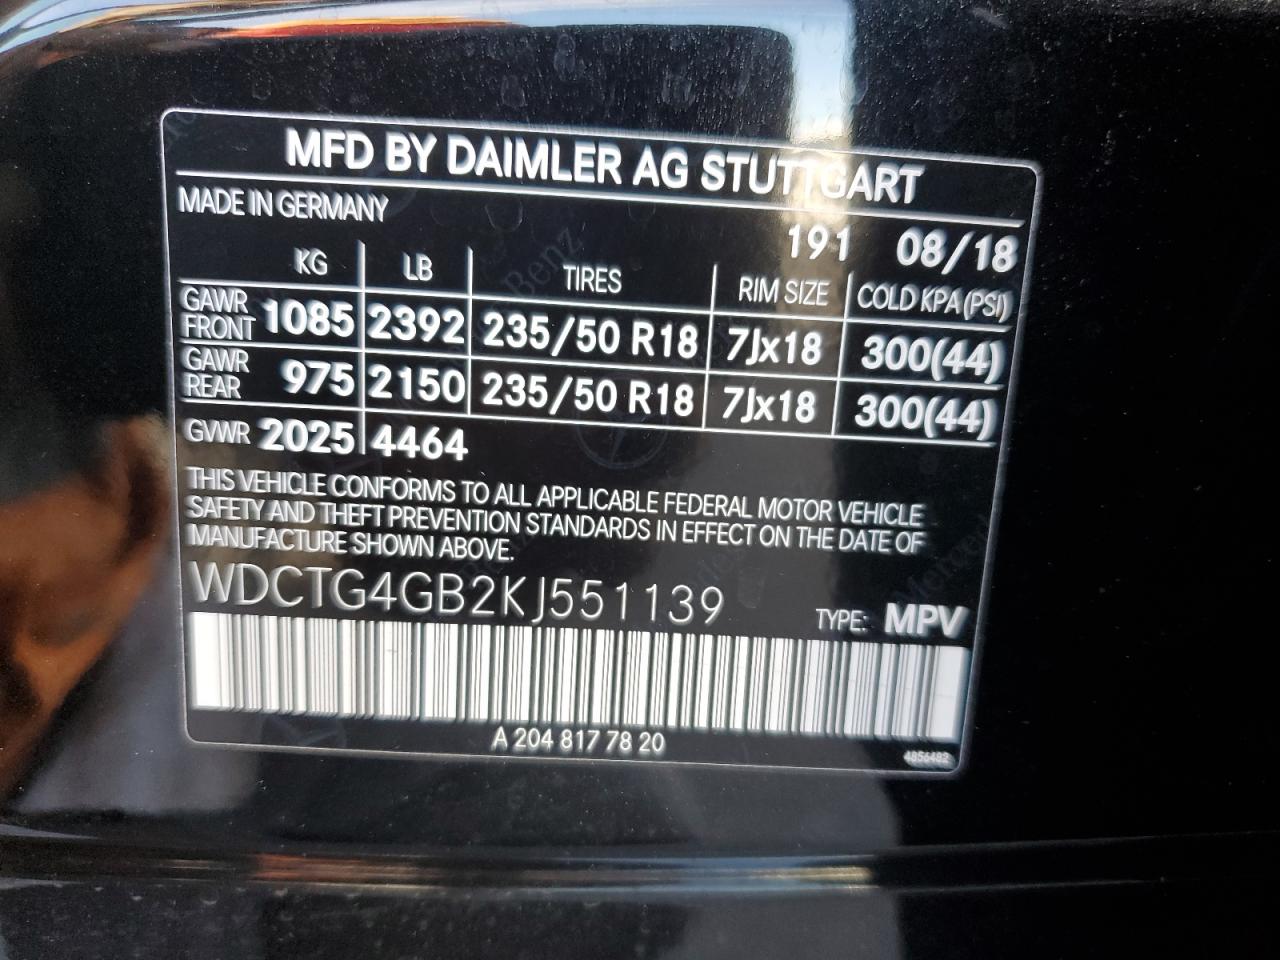 MFD BY DAIMLER AG STUTTGART
MADE IN GERMANY
191 08/18
KG LB TIRES RIM SIZE COLD KPA (PSI)
GAWR FRONT 1085 2392 235/50 R18 7Jx18 300(44)
GAWR REAR 975 2150 235/50 R18 7Jx18 300(44)
GVWR 2025 4464
THIS VEHICLE CONFORMS TO ALL APPLICABLE FEDERAL MOTOR VEHICLE
SAFETY AND THEFT PREVENTION STANDARDS IN EFFECT ON THE DATE OF
MANUFACTURE SHOWN ABOVE.
WDCTG4GB2KJ551139 TYPE: MPV
A 204 817 78 20
4856482